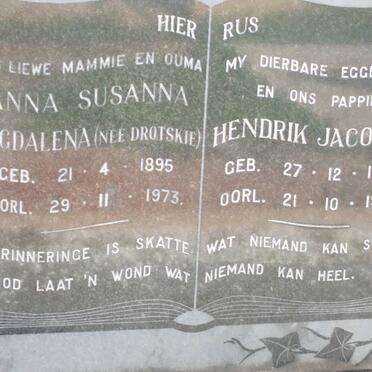 HIER RUS
LIEWE MAMMIE EN OUMA
ANNA SUSANNA
GDALENA (NEE DROTSKIE)
GEB. 21 · 4 · 1895
OORL. 29 · 11 · 1973.
MY DIERBARE EGG
EN ONS PAPPI
HENDRIK JACO
GEB. 27 · 12 · 1
OORL. 21 · 10 · 1
ERINNERINGE IS SKATTE WAT NIEMAND KAN S
OOD LAAT 'N WOND WAT NIEMAND KAN HEEL.